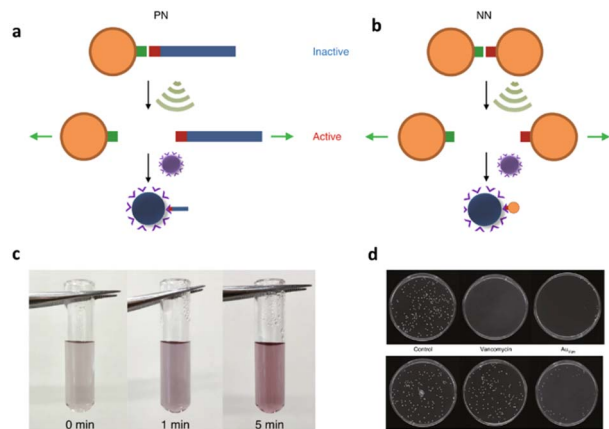 a
PN
b
NN
Inactive
Active
c
d
0 min
1 min
5 min
Control
Vancomycin